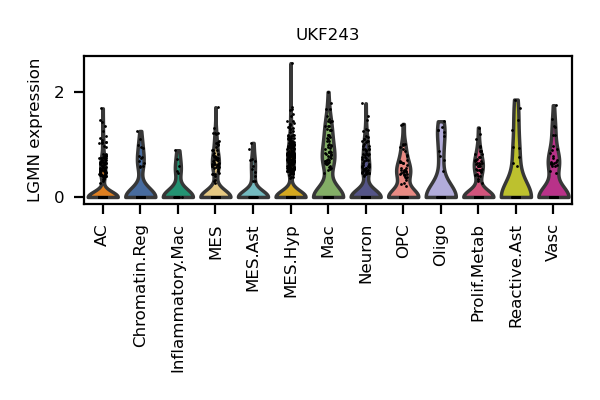 UKF243
LGMN expression
2
0
AC
Chromatin.Reg
Inflammatory.Mac
MES
MES.Ast
MES.Hyp
Mac
Neuron
OPC
Oligo
Prolif.Metab
Reactive.Ast
Vasc